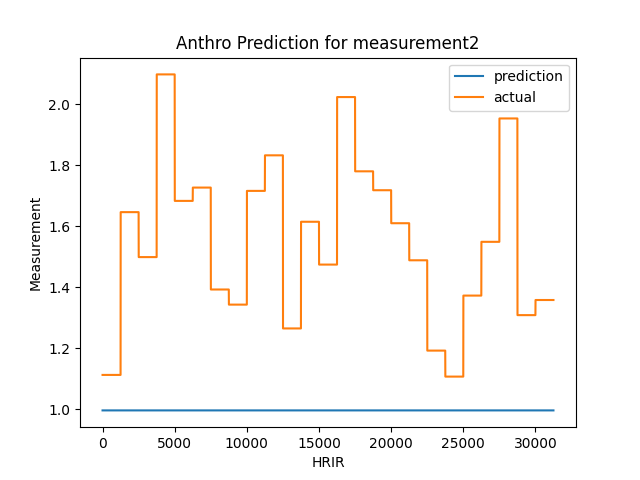 Anthro Prediction for measurement2
prediction
actual
Measurement
2.0
1.8
1.6
1.4
1.2
1.0
0 5000 10000 15000 20000 25000 30000
HRIR